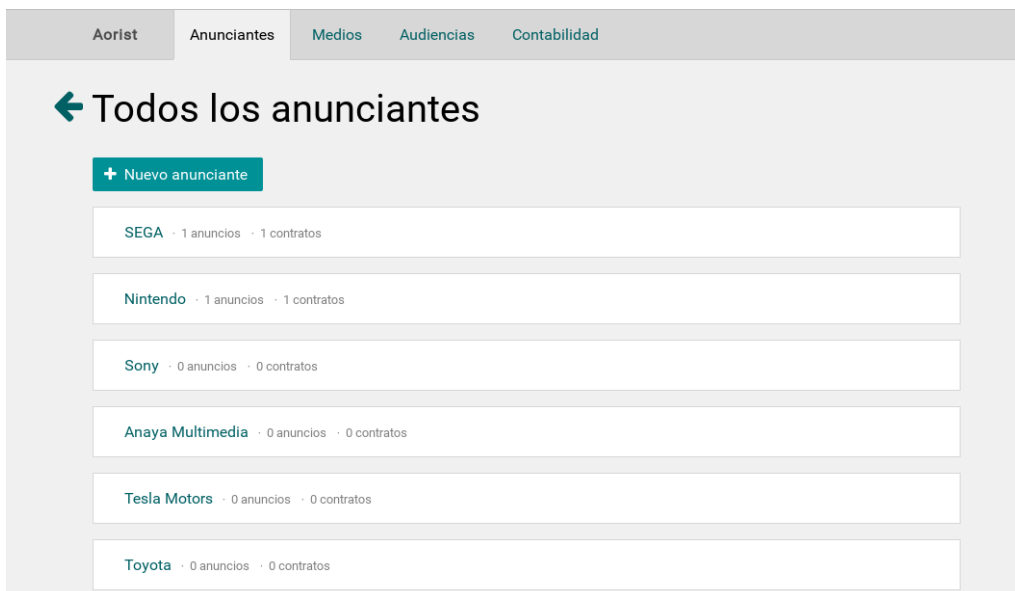 Aorist Anunciantes Medios Audiencias Contabilidad
Todos los anunciantes
+ Nuevo anunciante
SEGA · 1 anuncios · 1 contratos
Nintendo · 1 anuncios · 1 contratos
Sony · 0 anuncios · 0 contratos
Anaya Multimedia · 0 anuncios · 0 contratos
Tesla Motors · 0 anuncios · 0 contratos
Toyota · 0 anuncios · 0 contratos